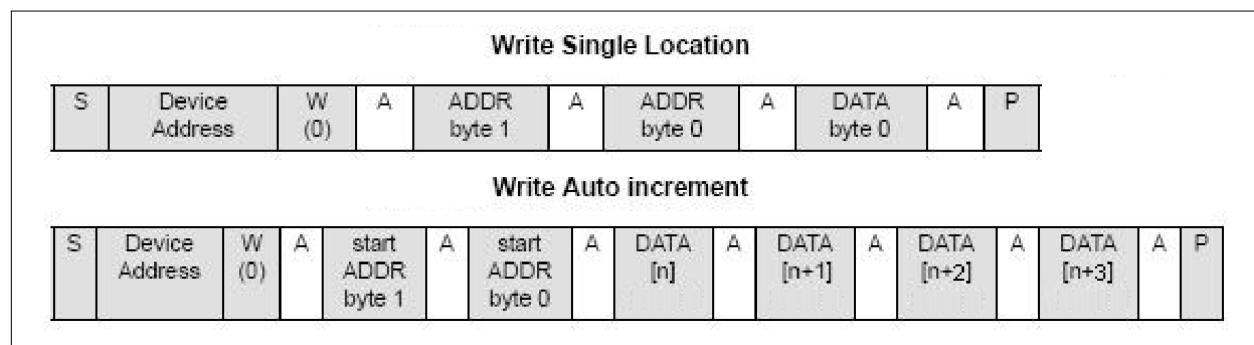 Write Single Location
S Device Address W (0) A ADDR byte 1 A ADDR byte 0 A DATA byte 0 A P
Write Auto increment
S Device Address W (0) A start ADDR byte 1 A start ADDR byte 0 A DATA [n] A DATA [n+1] A DATA [n+2] A DATA [n+3] A P